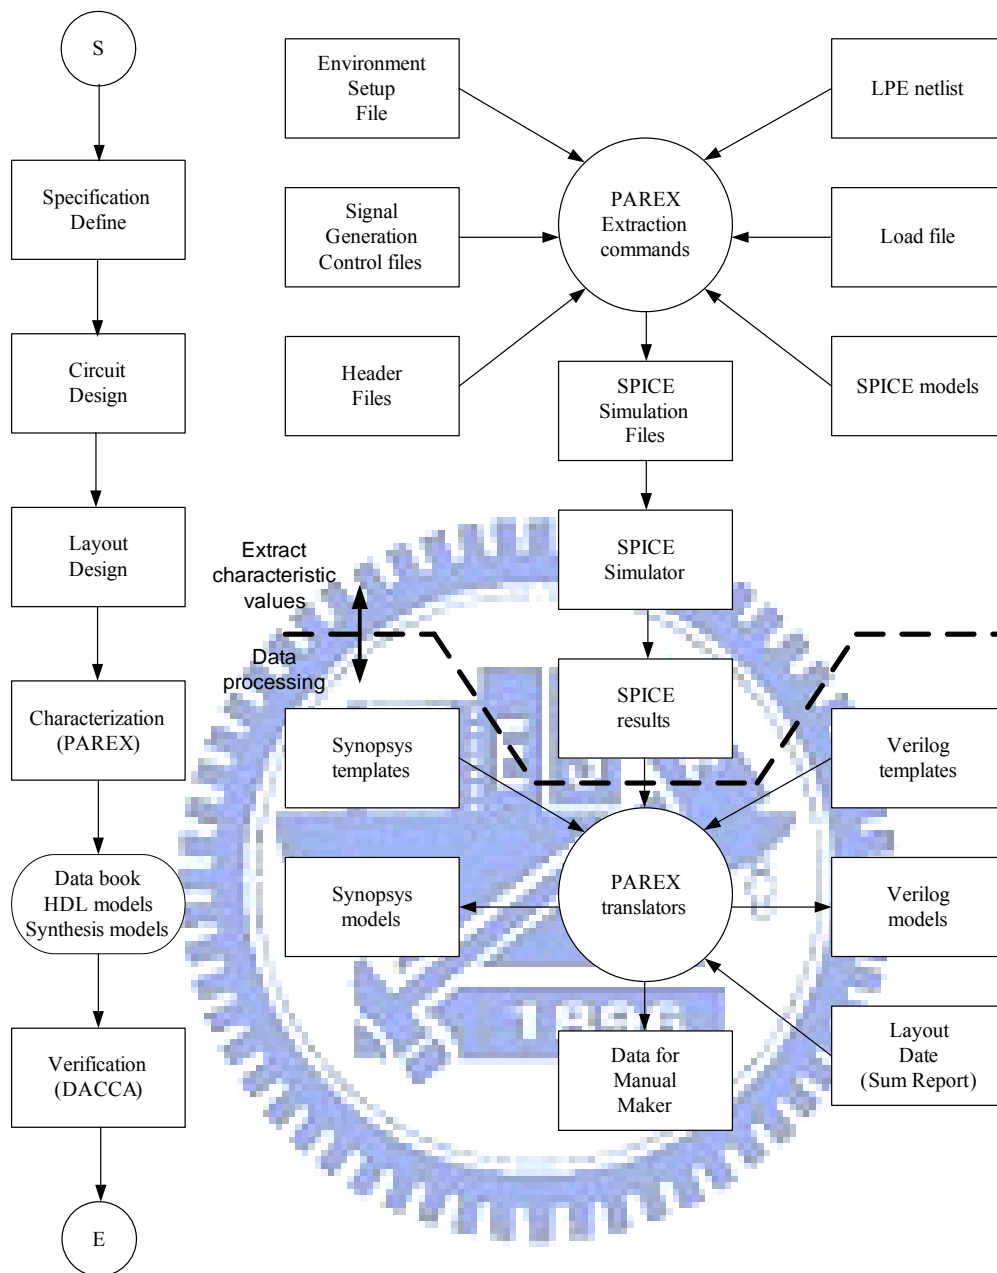 S
Specification
Define
Circuit
Design
Layout
Design
Characterization
(PAREX)
Data book
HDL models
Synthesis models
Verification
(DACCA)
E
Environment
Setup
File
Signal
Generation
Control files
Header
Files
PAREX
Extraction
commands
LPE netlist
Load file
SPICE models
SPICE
Simulation
Files
SPICE
Simulator
Extract
characteristic
values
Data
processing
SPICE
results
Synopsys
templates
Verilog
templates
PAREX
translators
Synopsys
models
Verilog
models
Data for
Manual
Maker
Layout
Date
(Sum Report)
1896